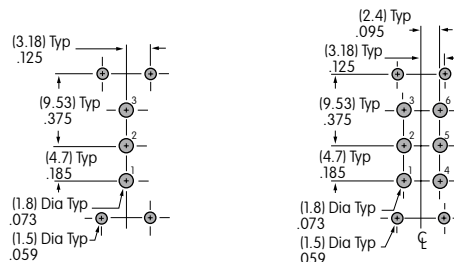 (3.18) Typ
.125
(9.53) Typ
.375
(4.7) Typ
.185
(1.8) Dia Typ
.073
(1.5) Dia Typ
.059
3
2
1
(2.4) Typ
.095
(3.18) Typ
.125
(9.53) Typ
.375
(4.7) Typ
.185
(1.8) Dia Typ
.073
(1.5) Dia Typ
.059
3
6
2
5
1
4
℄